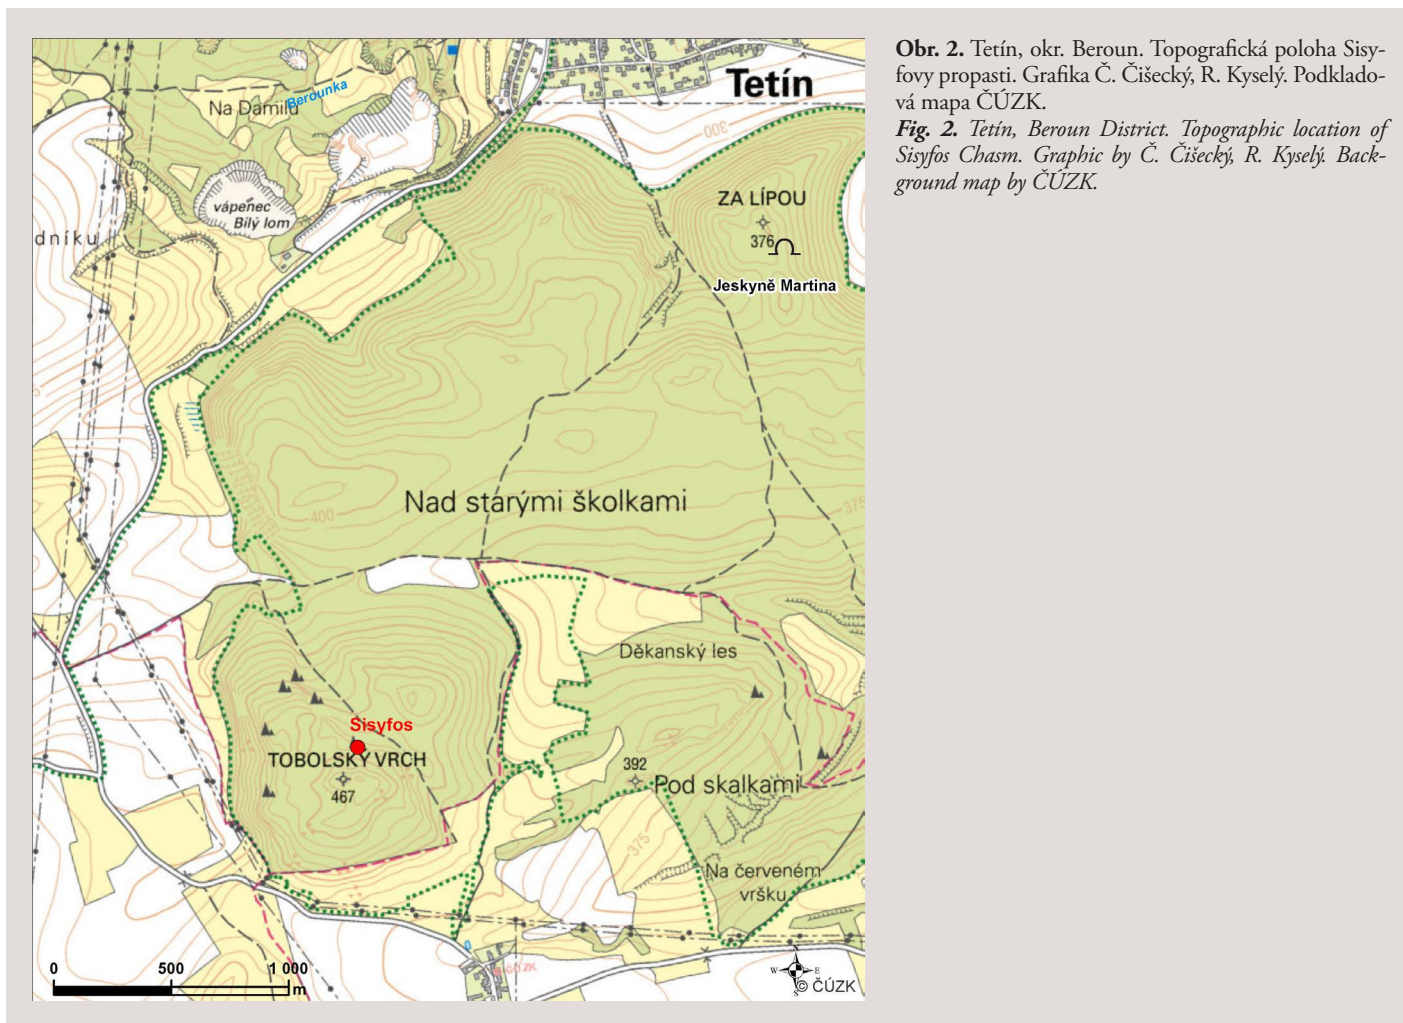 Tetín
Na Damilu
Berounka
300
ZA LÍPOU
376
Jeskyně Martina
vápenec
Bílý lom
dníku
Nad starými školkami
400
375
Děkanský les
Sisyfos
TOBOLSKÝ VRCH
467
392
Pod skalkami
375
Na červeném
vršku
0 500 1 000
m
W E
S
© ČÚZK
Obr. 2. Tetín, okr. Beroun. Topografická poloha Sisy-
fovy propasti. Grafika Č. Čišecký, R. Kyselý. Podklado-
vá mapa ČÚZK.
Fig. 2. Tetín, Beroun District. Topographic location of
Sisyfos Chasm. Graphic by Č. Čišecký, R. Kyselý. Back-
ground map by ČÚZK.